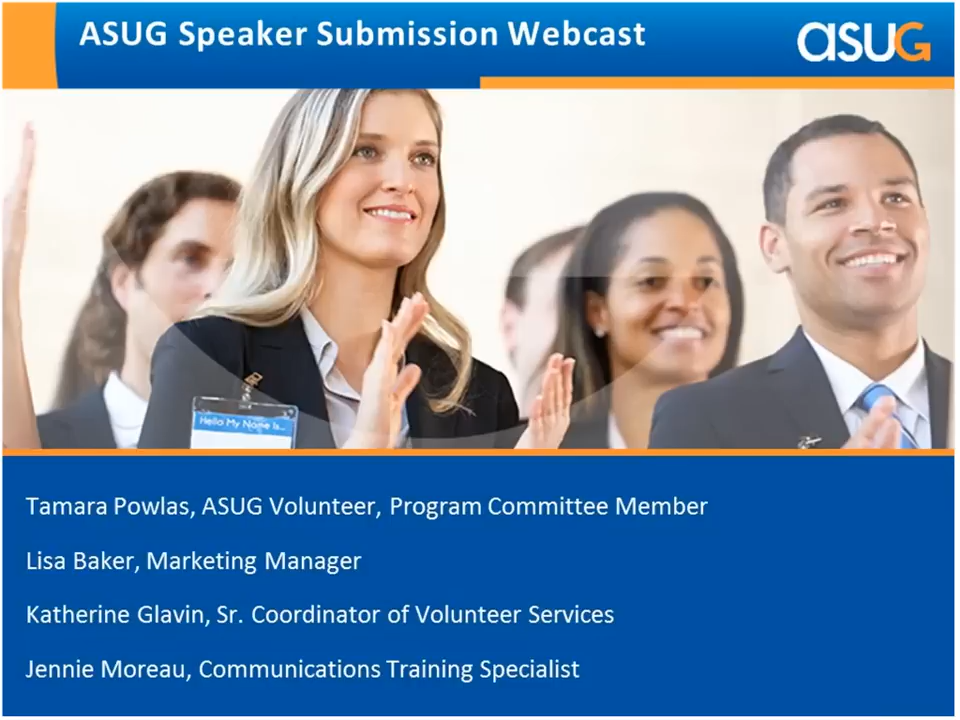 ASUG Speaker Submission Webcast
asug
Hello My Name Is...
Tamara Powlas, ASUG Volunteer, Program Committee Member
Lisa Baker, Marketing Manager
Katherine Glavin, Sr. Coordinator of Volunteer Services
Jennie Moreau, Communications Training Specialist